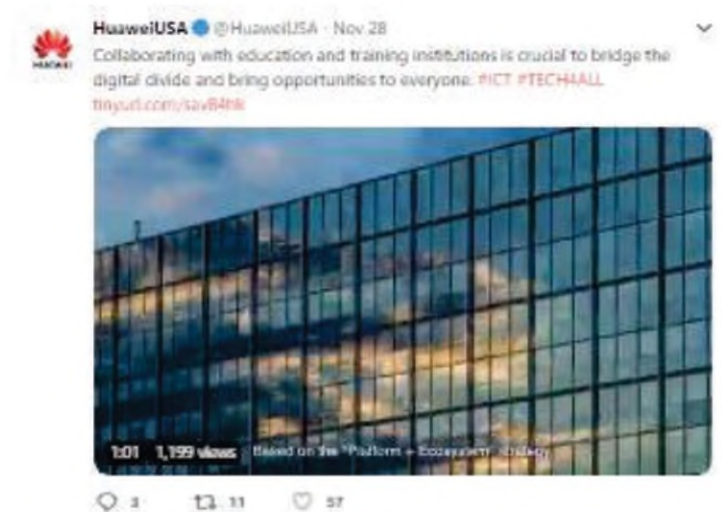 HuaweiUSA @HuaweiUSA · Nov 28
HUAWEI
Collaborating with education and training institutions is crucial to bridge the
digital divide and bring opportunities to everyone. #ICT #TECH4ALL
1:01 1,199 views Based on the "Platform + Ecosystem" strategy
3 11 57